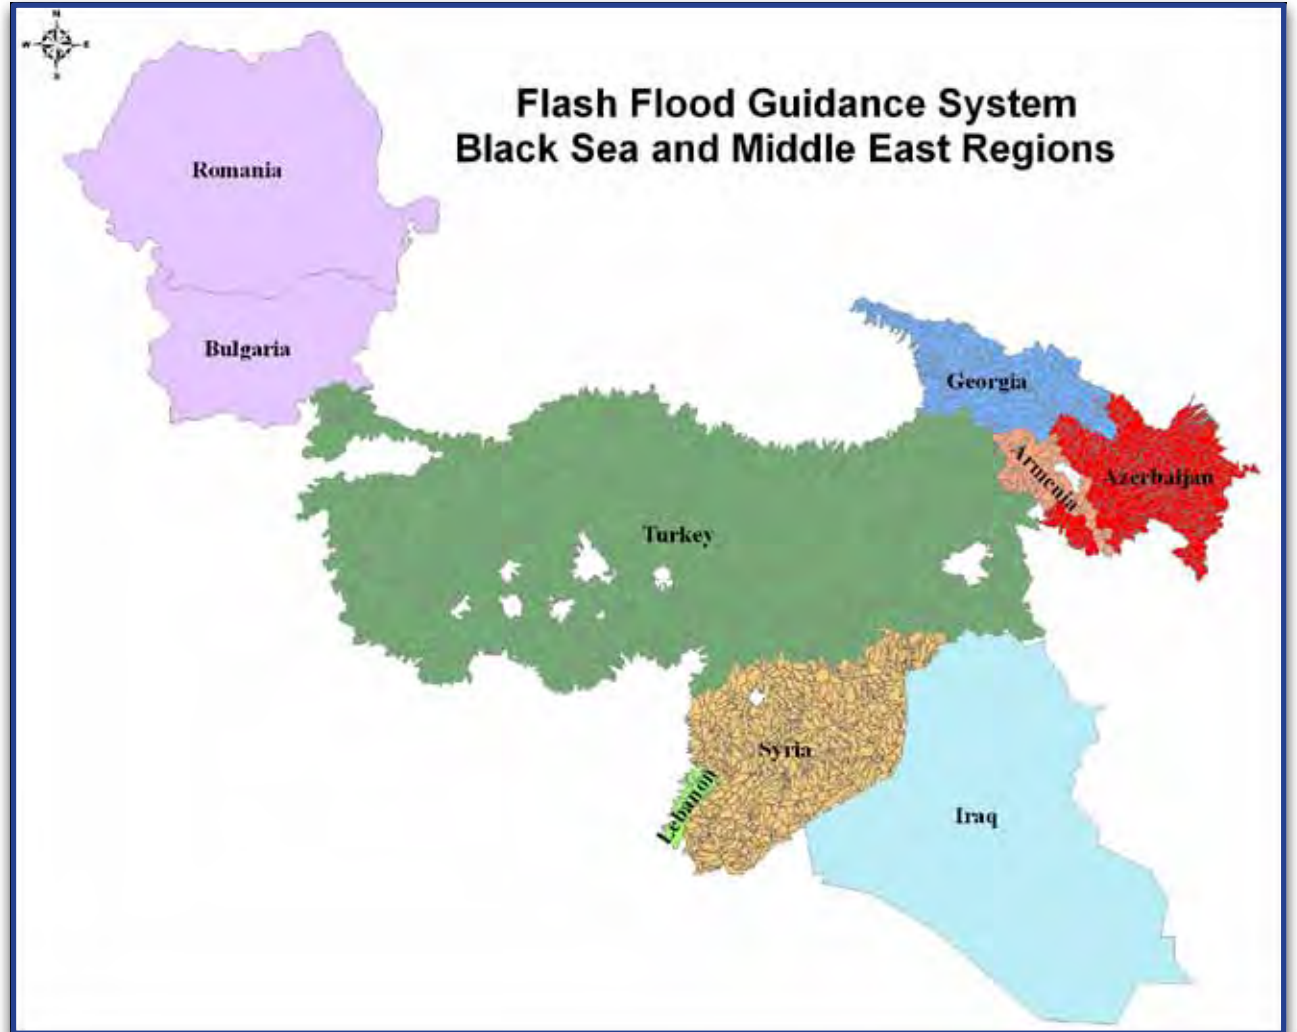 N
W E
S
Flash Flood Guidance System
Black Sea and Middle East Regions
Romania
Bulgaria
Georgia
Armenia
Azerbaijan
Turkey
Syria
Lebanon
Iraq